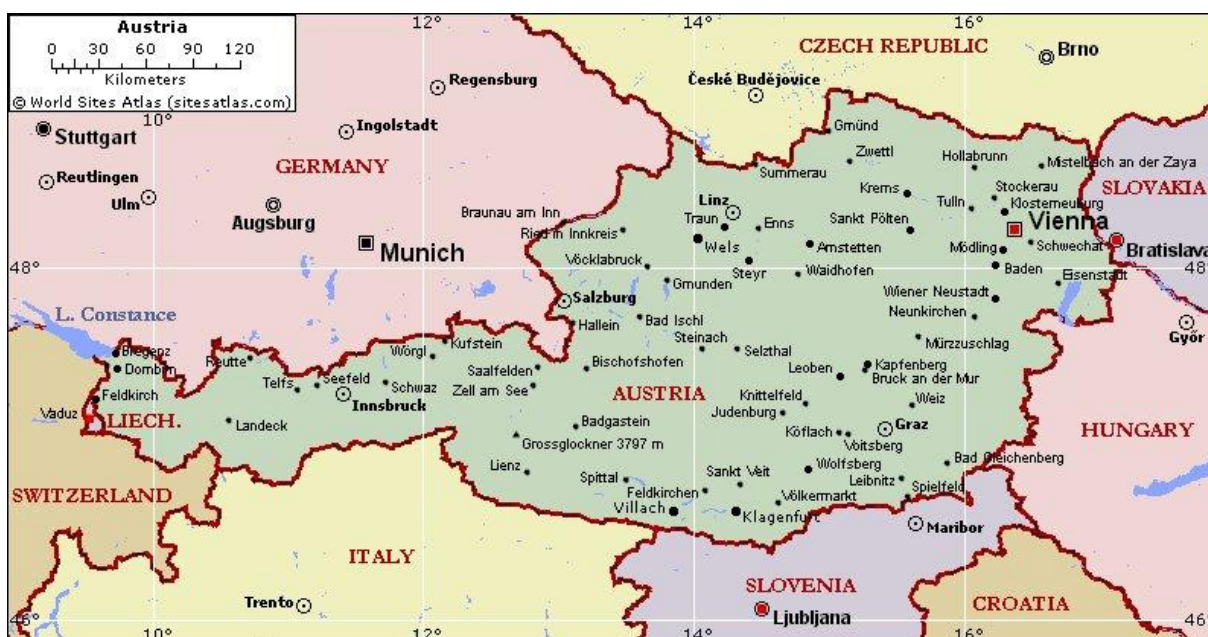 Austria
0 30 60 90 120
Kilometers
© World Sites Atlas (sitesatlas.com)
12°
14°
16°
CZECH REPUBLIC
Brno
Regensburg
České Budějovice
10°
Stuttgart
Ingolstadt
Gmünd
GERMANY
Zwettl
Hollabrunn
Mistelbach an der Zaya
Summerau
Reutlingen
Ulm
Krems
Stockerau
SLOVAKIA
Linz
Tulln
Klosterneuburg
Augsburg
Braunau am Inn
Traun
Enns
Sankt Pölten
Vienna
Ried in Innkreis
Munich
Wels
Amstetten
Mödling
Schwechat
Bratislava
48°
Vöcklabruck
Steyr
Waidhofen
Baden
Eisenstadt
48°
Gmunden
Salzburg
Wiener Neustadt
L. Constance
Hallein
Bad Ischl
Neunkirchen
Győr
Kufstein
Steinach
Selzthal
Mürzzuschlag
Bregenz
Reutte
Wörgl
Dornbirn
Saalfelden
Bischofshofen
Leoben
Kapfenberg
Bruck an der Mur
Telfs
Seefeld
Schwaz
Zell am See
AUSTRIA
Feldkirch
Innsbruck
Knittelfeld
Weiz
Vaduz
LIECH.
Landeck
Badgastein
Judenburg
Graz
HUNGARY
Grossglockner 3797 m
Köflach
Voitsberg
Lienz
Spittal
Sankt Veit
Wolfsberg
Bad Gleichenberg
SWITZERLAND
Feldkirchen
Leibnitz
Spielfeld
Villach
Klagenfurt
Völkermarkt
Maribor
ITALY
SLOVENIA
Trento
Ljubljana
CROATIA
46°
10°
12°
14°
16°
46°